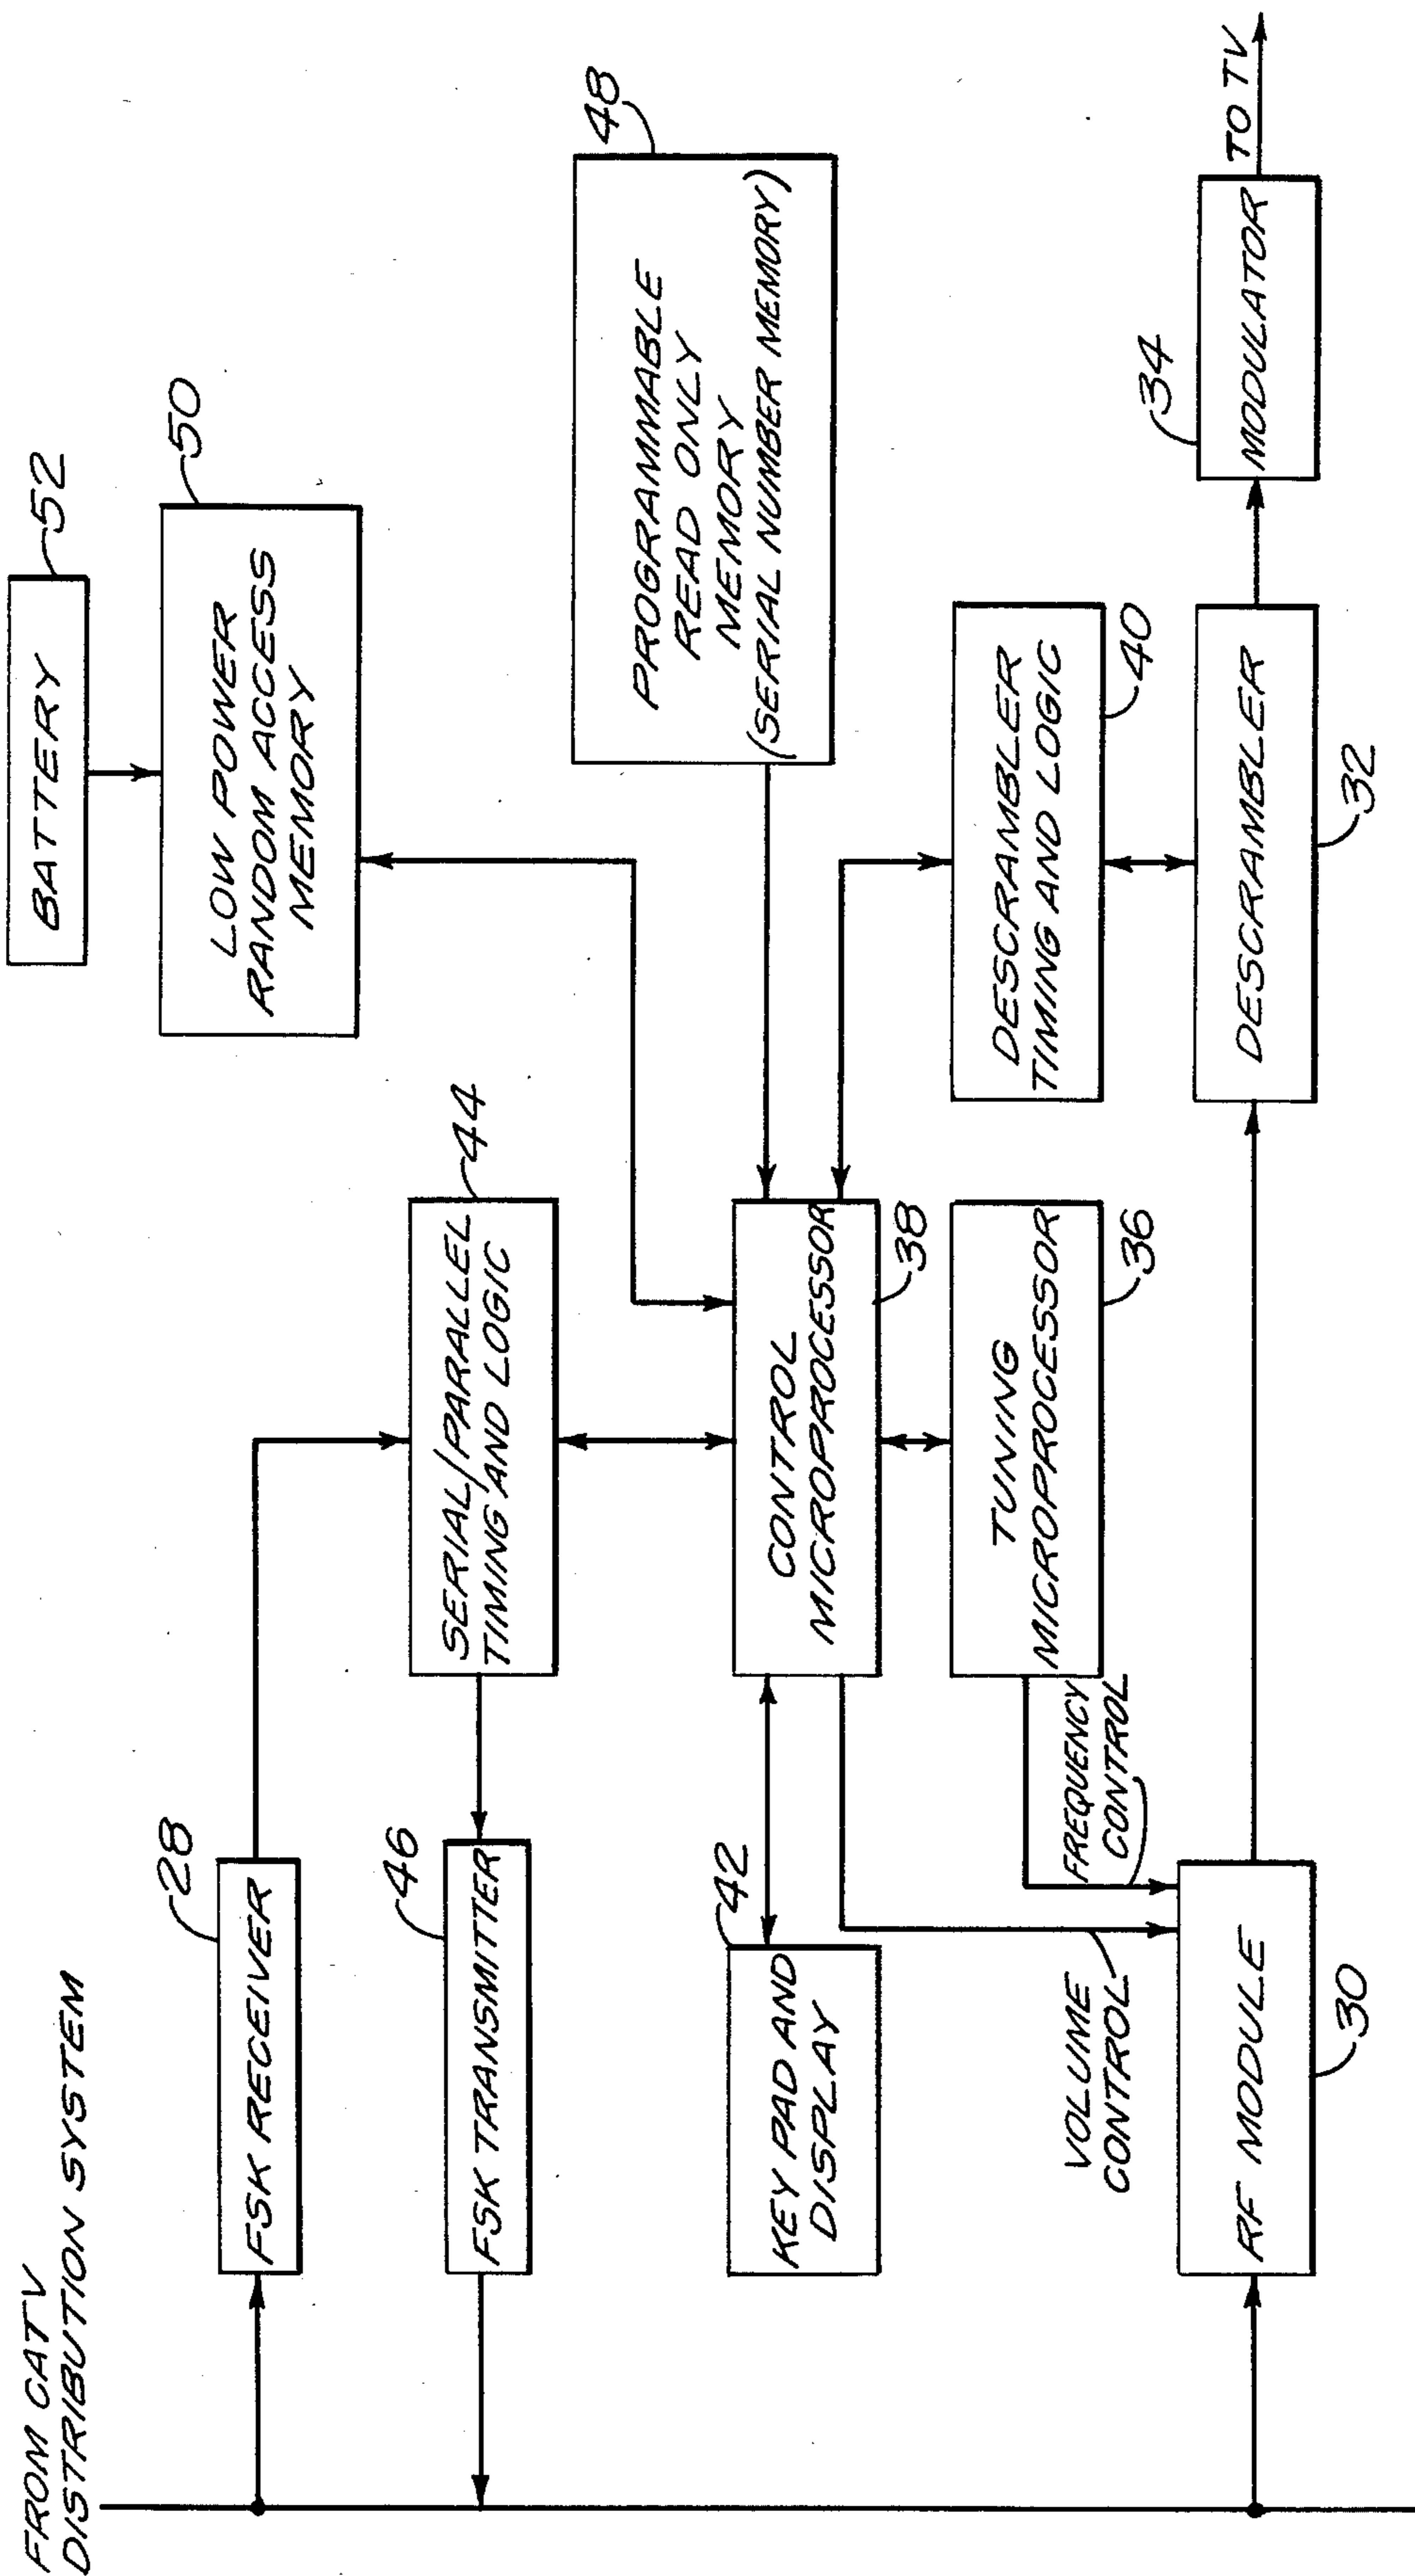 FROM CATV
DISTRIBUTION SYSTEM
28
FSK RECEIVER
46
FSK TRANSMITTER
44
SERIAL/PARALLEL
TIMING AND LOGIC
52
BATTERY
50
LOW POWER
RANDOM ACCESS
MEMORY
48
PROGRAMMABLE
READ ONLY
MEMORY
(SERIAL NUMBER MEMORY)
42
KEY PAD AND
DISPLAY
CONTROL
MICROPROCESSOR
38
TUNING
MICROPROCESSOR
36
DESCRAMBLER
TIMING AND LOGIC
40
VOLUME
CONTROL
FREQUENCY
CONTROL
RF MODULE
30
DESCRAMBLER
32
34
MODULATOR
TO TV